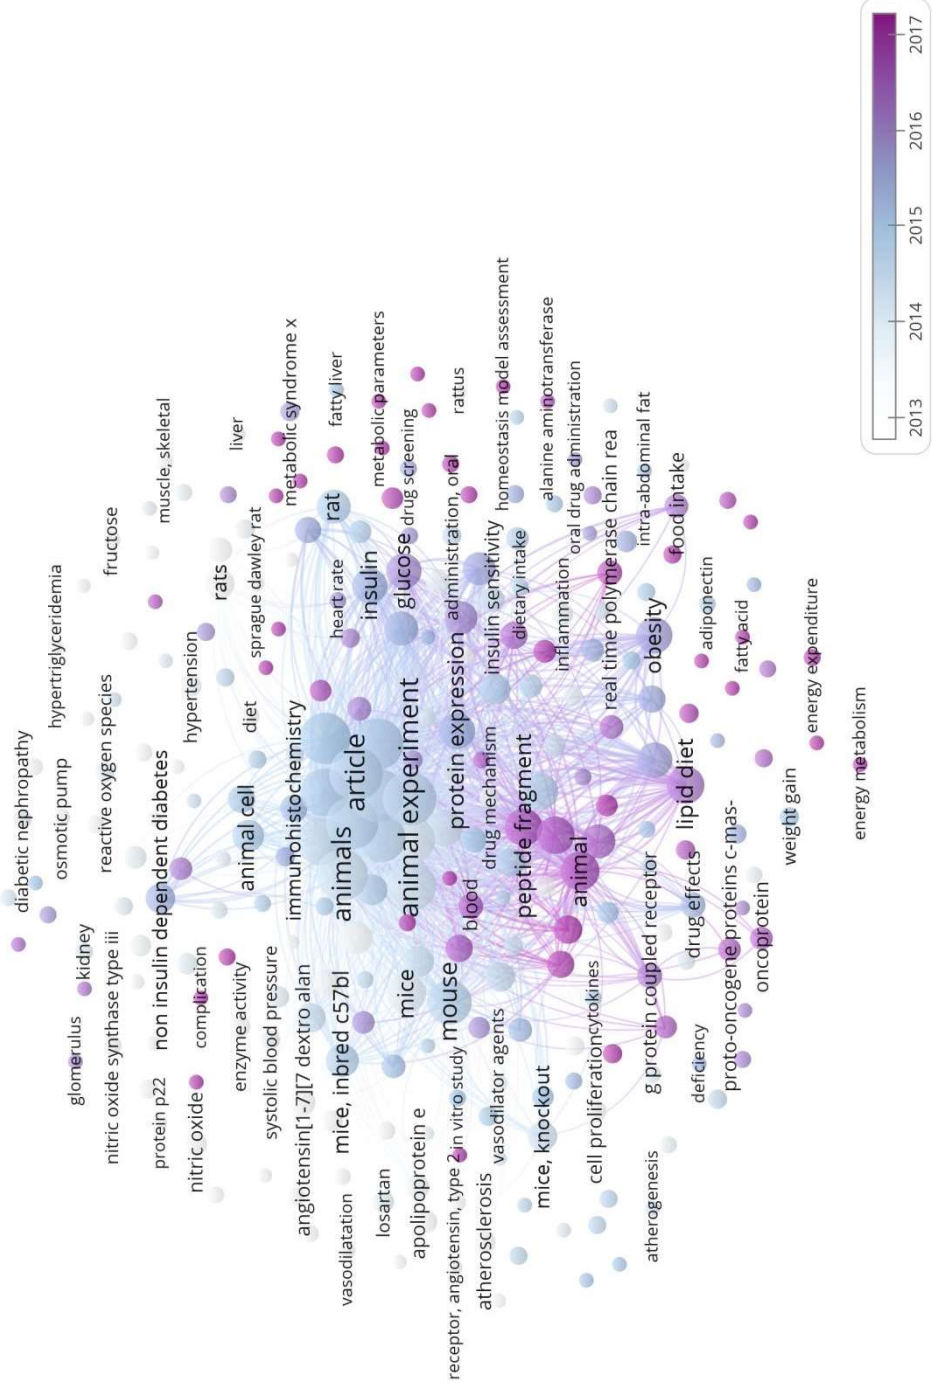 diabetic nephropathy
osmotic pump
hypertriglyceridemia
kidney
reactive oxygen species
fructose
glomerulus
nitric oxide synthase type iii
non insulin dependent diabetes
muscle, skeletal
protein p22
complication
hypertension
rats
liver
nitric oxide
enzyme activity
animal cell
diet
sprague dawley rat
systolic blood pressure
immunohistochemistry
metabolic syndrome x
angiotensin[1-7][7 dextro alan
mice, inbred c57bl
animals
article
heart rate
rat
fatty liver
vasodilatation
insulin
losartan
mice
animal experiment
glucose
metabolic parameters
drug screening
apolipoprotein e
mouse
protein expression
administration, oral
rattus
receptor, angiotensin, type 2
in vitro study
blood
drug mechanism
insulin sensitivity
homeostasis model assessment
atherosclerosis
vasodilator agents
peptide fragment
dietary intake
alanine aminotransferase
mice, knockout
animal
inflammation
oral drug administration
cell proliferation
cytokines
real time polymerase chain rea
intra-abdominal fat
atherogenesis
g protein coupled receptor
obesity
food intake
deficiency
drug effects
lipid diet
adiponectin
proto-oncogene proteins c-mas-
fatty acid
oncoprotein
weight gain
energy expenditure
energy metabolism
2013
2014
2015
2016
2017